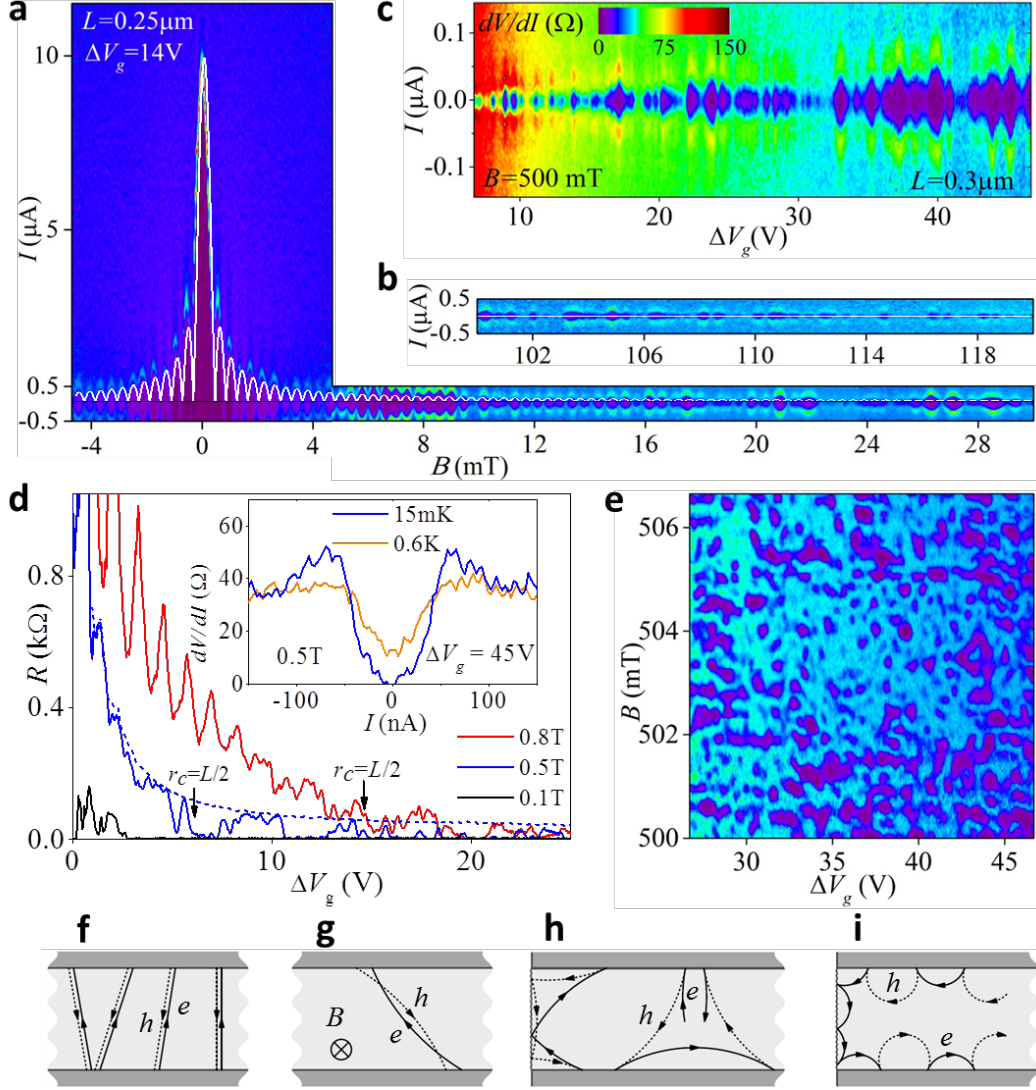 a
L=0.25μm
ΔVg=14V
10
5
0.5
-0.5
I (μA)
-4
0
4
8
12
16
20
24
28
B (mT)
c
dV/dI (Ω)
0
75
150
0.1
0.0
-0.1
I (μA)
B=500 mT
L=0.3μm
10
20
30
40
ΔVg(V)
b
0.5
-0.5
I (μA)
102
106
110
114
118
d
0.8
0.4
0.0
R (kΩ)
0
10
20
ΔVg (V)
15mK
0.6K
60
40
20
0
dV/dI (Ω)
0.5T
ΔVg = 45V
-100
0
100
I (nA)
rc=L/2
rc=L/2
0.8T
0.5T
0.1T
e
506
504
502
500
B (mT)
30
35
40
45
ΔVg (V)
f
h
e
g
B
h
e
h
h
e
i
h
e